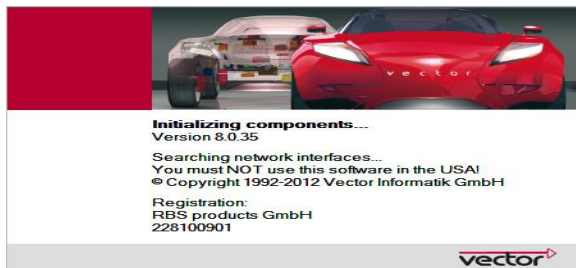 vector
Initializing components...
Version 8.0.35
Searching network interfaces...
You must NOT use this software in the USA!
© Copyright 1992-2012 Vector Informatik GmbH
Registration:
RBS products GmbH
228100901
vector